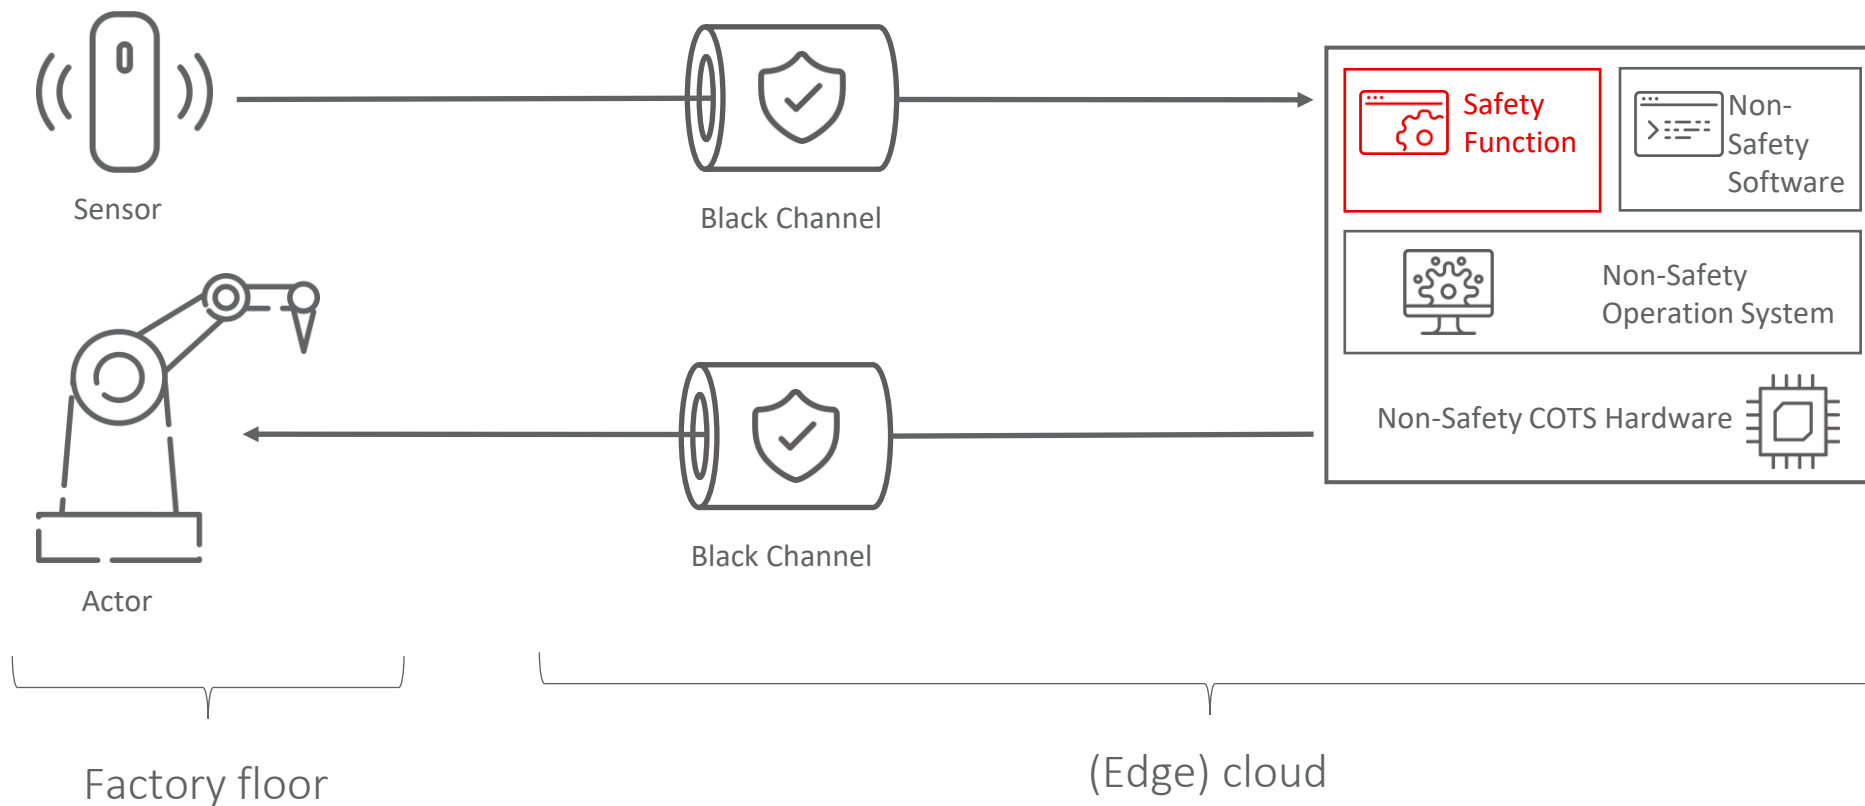 Sensor
Black Channel
Safety
Function
Non-
Safety
Software
Non-Safety
Operation System
Non-Safety COTS Hardware
Actor
Black Channel
Factory floor
(Edge) cloud